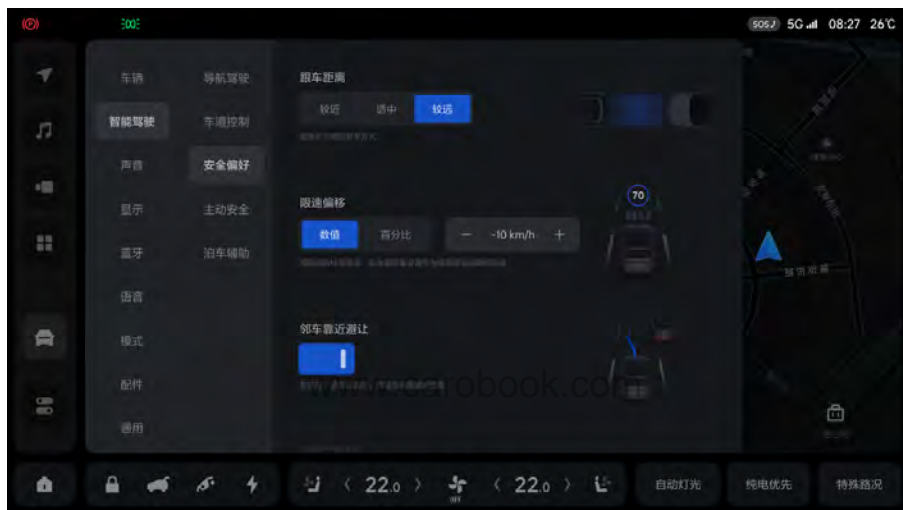 (P)
SOS
5G
08:27
26℃
车辆
智能驾驶
声音
显示
蓝牙
语音
模式
配件
通用
导航驾驶
车道控制
安全偏好
主动安全
泊车辅助
跟车距离
较近
适中
较远
限速偏移
数值
百分比
− -10 km/h +
70
邻车靠近避让
www.carobook.com
22.0
OFF
22.0
自动灯光
纯电优先
特殊路况